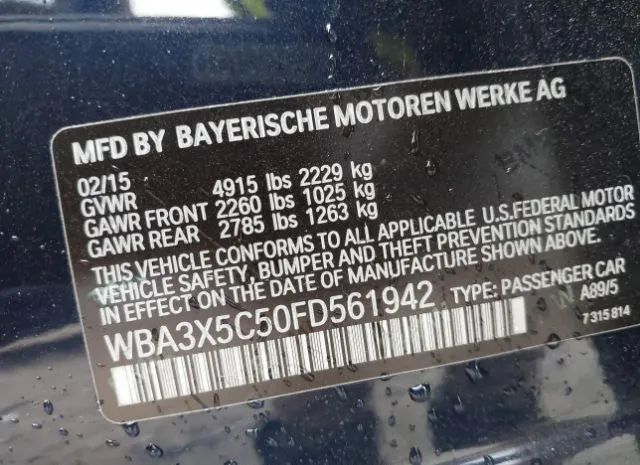 MFD BY BAYERISCHE MOTOREN WERKE AG
02/15
GVWR 4915 lbs 2229 kg
GAWR FRONT 2260 lbs 1025 kg
GAWR REAR 2785 lbs 1263 kg
THIS VEHICLE CONFORMS TO ALL APPLICABLE U.S.FEDERAL MOTOR
VEHICLE SAFETY, BUMPER AND THEFT PREVENTION STANDARDS
IN EFFECT ON THE DATE OF MANUFACTURE SHOWN ABOVE.
WBA3X5C50FD561942 TYPE: PASSENGER CAR
A89/5
7 315 814